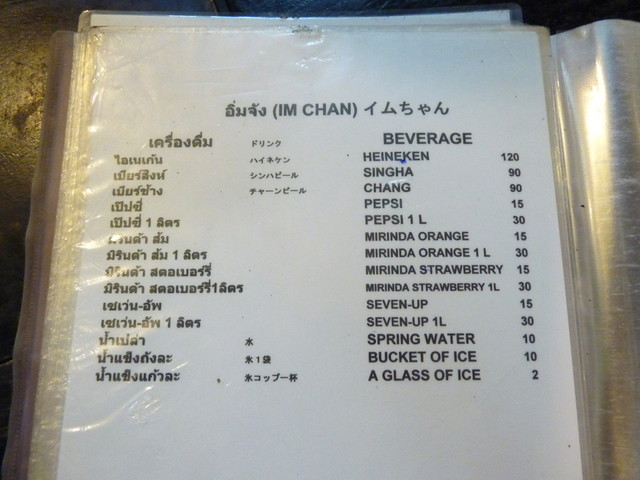 อิ่มจัง (IM CHAN) イムちゃん
เครื่องดื่ม ドリンク BEVERAGE
ไฮเนเก้น ハイネケン HEINEKEN 120
เบียร์สิงห์ シンハビール SINGHA 90
เบียร์ช้าง チャーンビール CHANG 90
เป๊ปซี่ PEPSI 15
เป๊ปซี่ 1 ลิตร PEPSI 1 L 30
มิรินด้า ส้ม MIRINDA ORANGE 15
มิรินด้า ส้ม 1 ลิตร MIRINDA ORANGE 1 L 30
มิรินด้า สตอเบอร์รี่ MIRINDA STRAWBERRY 15
มิรินด้า สตอเบอร์รี่1ลิตร MIRINDA STRAWBERRY 1L 30
เซเว่น-อัพ SEVEN-UP 15
เซเว่น-อัพ 1 ลิตร SEVEN-UP 1L 30
น้ำเปล่า 水 SPRING WATER 10
น้ำแข็งถังละ 氷1袋 BUCKET OF ICE 10
น้ำแข็งแก้วละ 氷コップ一杯 A GLASS OF ICE 2